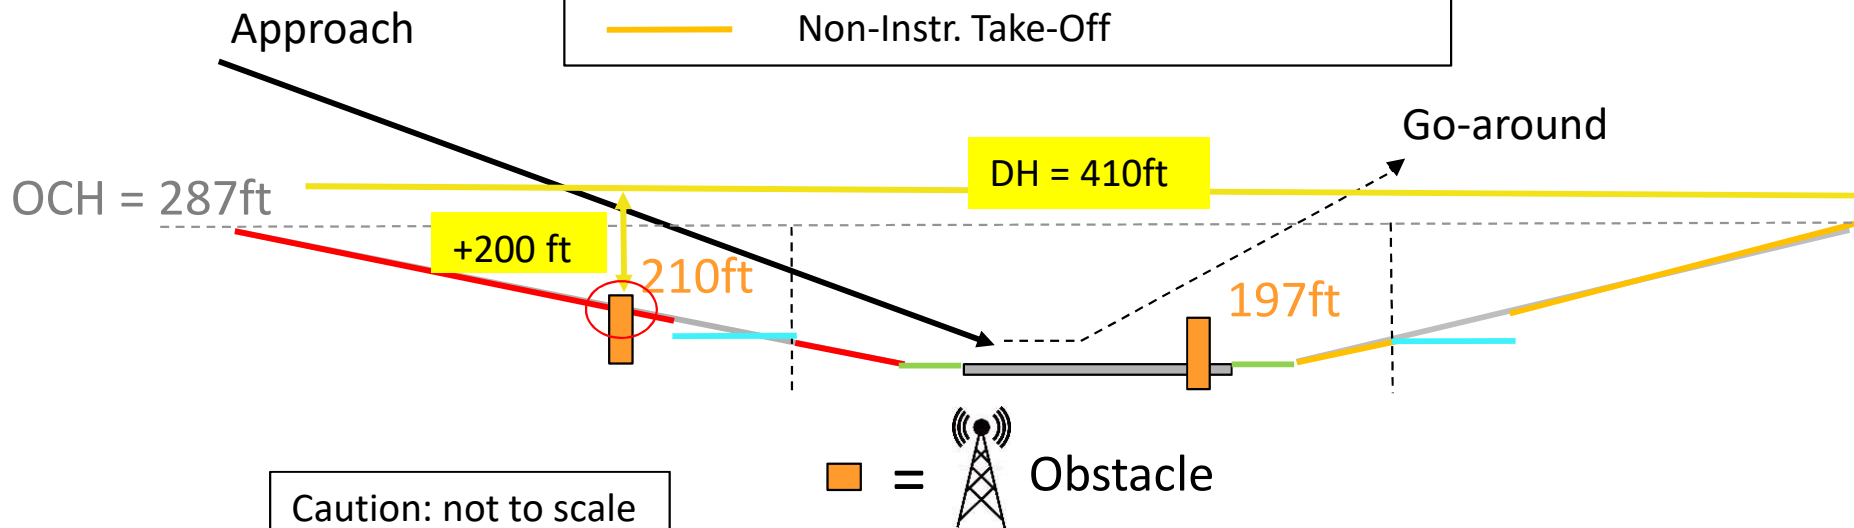 Approach
Non-Instr. Take-Off
Go-around
DH = 410ft
OCH = 287ft
+200 ft
210ft
197ft
= Obstacle
Caution: not to scale